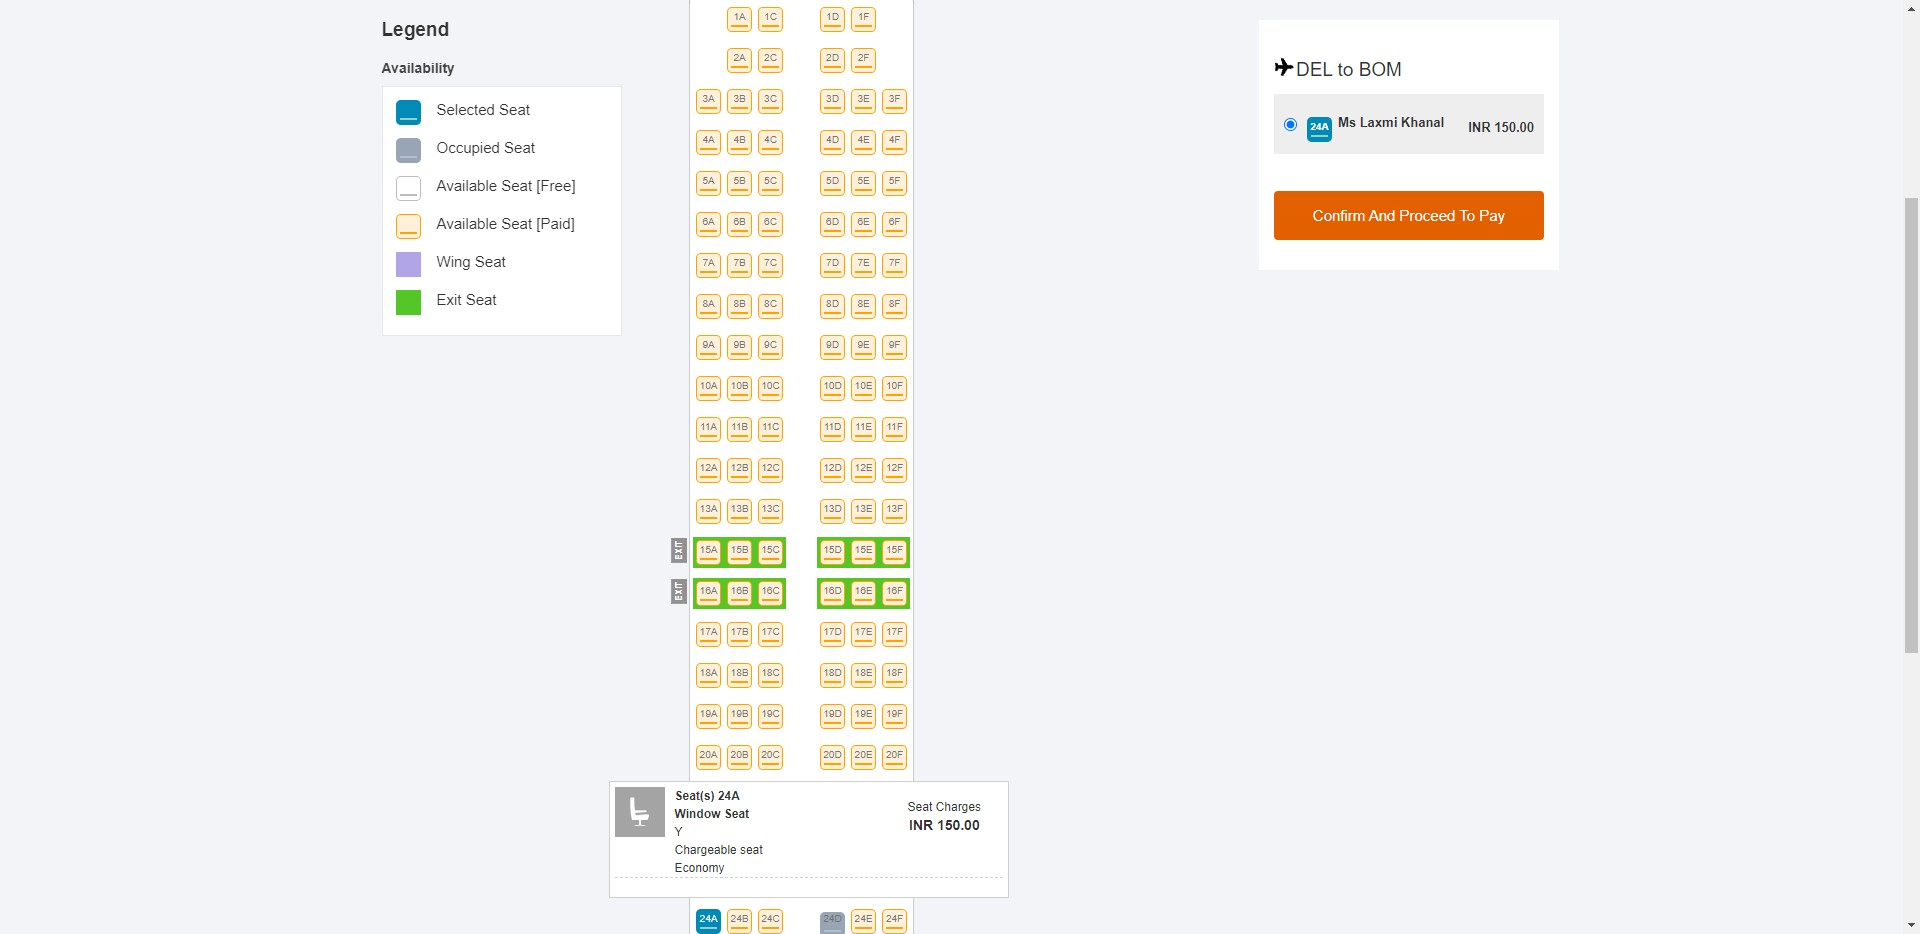 Legend
Availability
Selected Seat
Occupied Seat
Available Seat [Free]
Available Seat [Paid]
Wing Seat
Exit Seat
1A 1C 1D 1F
2A 2C 2D 2F
3A 3B 3C 3D 3E 3F
4A 4B 4C 4D 4E 4F
5A 5B 5C 5D 5E 5F
6A 6B 6C 6D 6E 6F
7A 7B 7C 7D 7E 7F
8A 8B 8C 8D 8E 8F
9A 9B 9C 9D 9E 9F
10A 10B 10C 10D 10E 10F
11A 11B 11C 11D 11E 11F
12A 12B 12C 12D 12E 12F
13A 13B 13C 13D 13E 13F
EXIT 15A 15B 15C 15D 15E 15F
EXIT 16A 16B 16C 16D 16E 16F
17A 17B 17C 17D 17E 17F
18A 18B 18C 18D 18E 18F
19A 19B 19C 19D 19E 19F
20A 20B 20C 20D 20E 20F
Seat(s) 24A
Window Seat
Y
Chargeable seat
Economy
Seat Charges
INR 150.00
24A 24B 24C 24D 24E 24F
DEL to BOM
24A Ms Laxmi Khanal INR 150.00
Confirm And Proceed To Pay